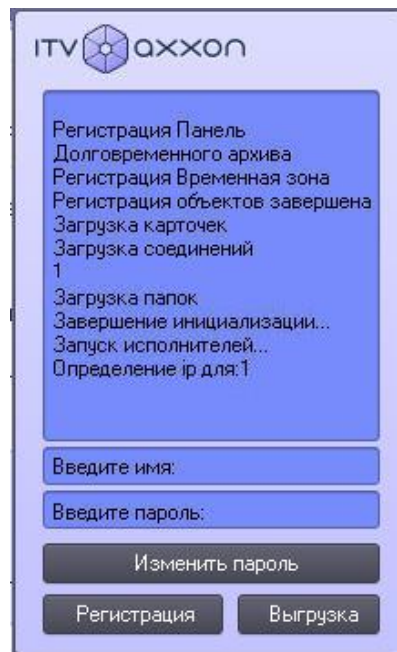 ITV axxon
Регистрация Панель
Долговременного архива
Регистрация Временная зона
Регистрация объектов завершена
Загрузка карточек
Загрузка соединений
1
Загрузка папок
Завершение инициализации...
Запуск исполнителей...
Определение ip для:1
Введите имя:
Введите пароль:
Изменить пароль
Регистрация
Выгрузка